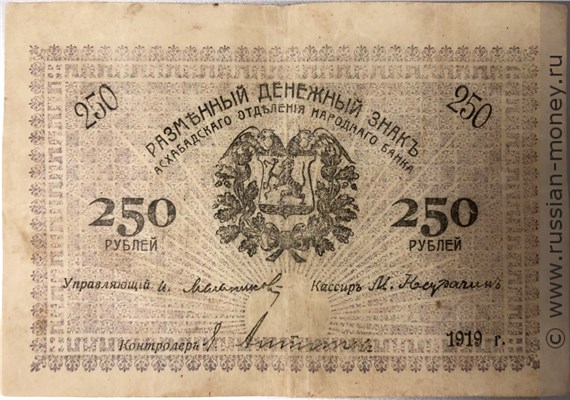 250 250
РАЗМѢННЫЙ ДЕНЕЖНЫЙ ЗНАКЪ
АСХАБАДСКАГО ОТДѢЛЕНІЯ НАРОДНАГО БАНКА
250 250
РУБЛЕЙ РУБЛЕЙ
Управляющій Кассиръ
Контролеръ 1919 г.
© www.russian-money.ru